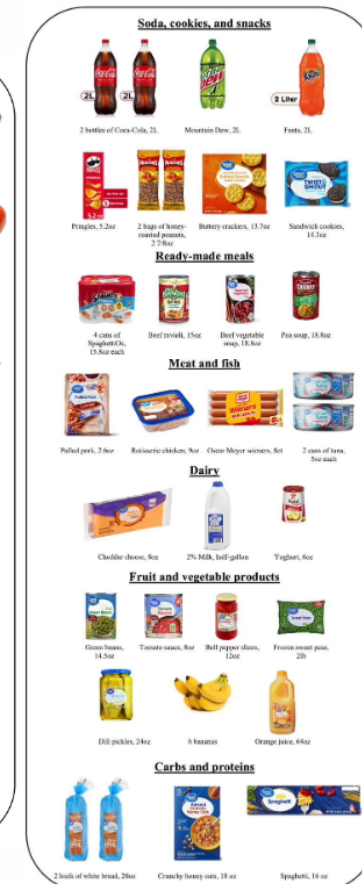 Soda, cookies, and snacks
2L
2L
2 Liter
2 bottles of Coca-Cola, 2L
Mountain Dew, 2L
Fanta, 2L
Pringles, 5.2oz
2 bags of honey-
roasted peanuts,
Buttery crackers, 13.7oz
Sandwich cookies,
14.3oz
Ready-made meals
4 cans of
SpaghettiOs,
15.8oz each
Beef ravioli, 15oz
Beef vegetable
soup, 18.8oz
Pea soup, 18.8oz
Meat and fish
Wieners
Pulled pork, 2.6oz
Rotisserie chicken, 9oz
Oscar Meyer wieners, 8ct
2 cans of tuna,
5oz each
Dairy
Cheddar cheese, 8oz
2% Milk, half-gallon
Yoghurt, 6oz
Fruit and vegetable products
Green beans,
14.5oz
Tomato sauce, 8oz
Bell pepper slices,
12oz
Frozen sweet peas,
2lb
Dill pickles, 24oz
6 bananas
Orange juice, 64oz
Carbs and proteins
Spaghetti
2 loafs of white bread, 20oz
Crunchy honey oats, 18 oz
Spaghetti, 16 oz